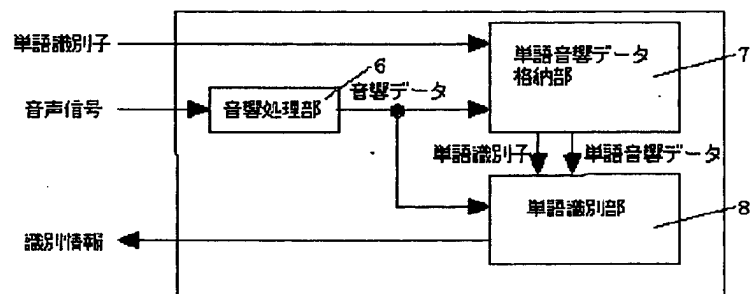 単語識別子
音声信号
音響処理部
6
音響データ
単語音響データ
格納部
7
単語識別子
単語音響データ
単語識別部
8
識別情報